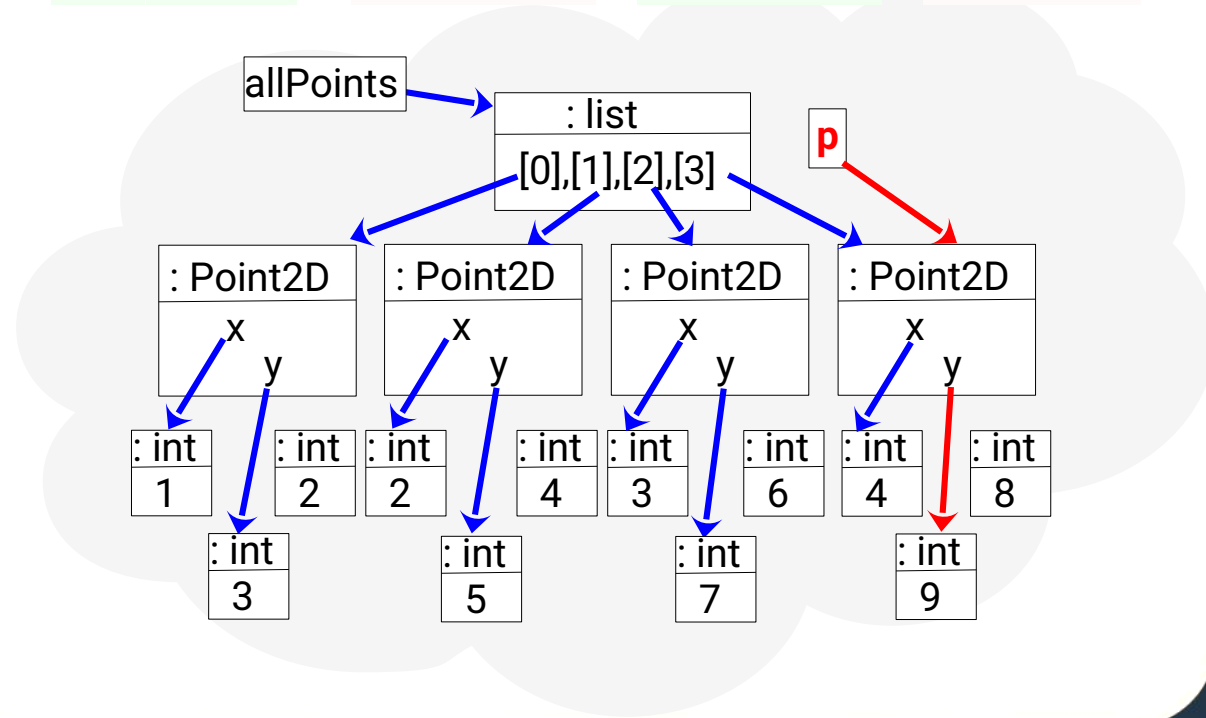 allPoints
: list
p
[0],[1],[2],[3]
: Point2D
x
y
: Point2D
x
y
: Point2D
x
y
: Point2D
x
y
: int
1
: int
2
: int
2
: int
4
: int
3
: int
6
: int
4
: int
8
: int
3
: int
5
: int
7
: int
9